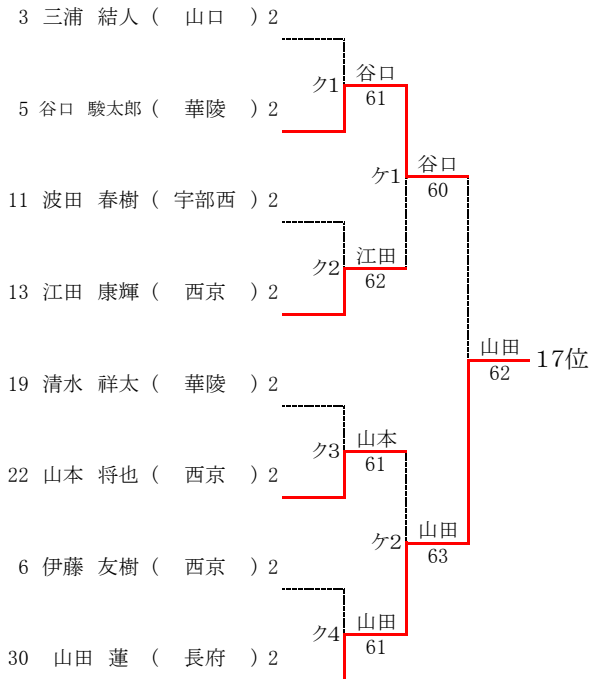 3 三浦 結人 ( 山口 ) 2
ク1 谷口
61
5 谷口 駿太郎 ( 華陵 ) 2
ケ1 谷口
60
11 波田 春樹 ( 宇部西 ) 2
ク2 江田
62
13 江田 康輝 ( 西京 ) 2
山田 17位
62
19 清水 祥太 ( 華陵 ) 2
ク3 山本
61
22 山本 将也 ( 西京 ) 2
ケ2 山田
63
6 伊藤 友樹 ( 西京 ) 2
ク4 山田
61
30 山田 蓮 ( 長府 ) 2